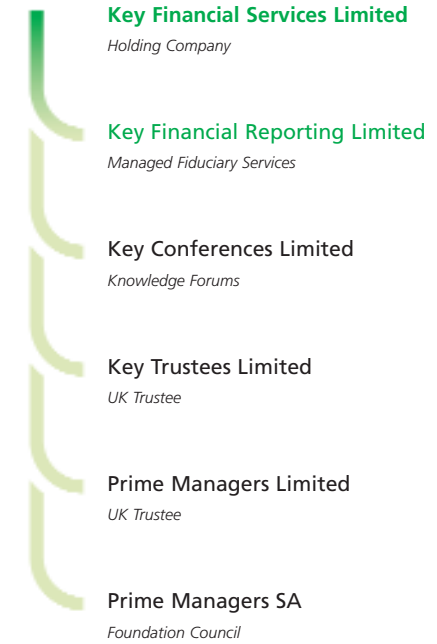 Key Financial Services Limited
Holding Company
Key Financial Reporting Limited
Managed Fiduciary Services
Key Conferences Limited
Knowledge Forums
Key Trustees Limited
UK Trustee
Prime Managers Limited
UK Trustee
Prime Managers SA
Foundation Council